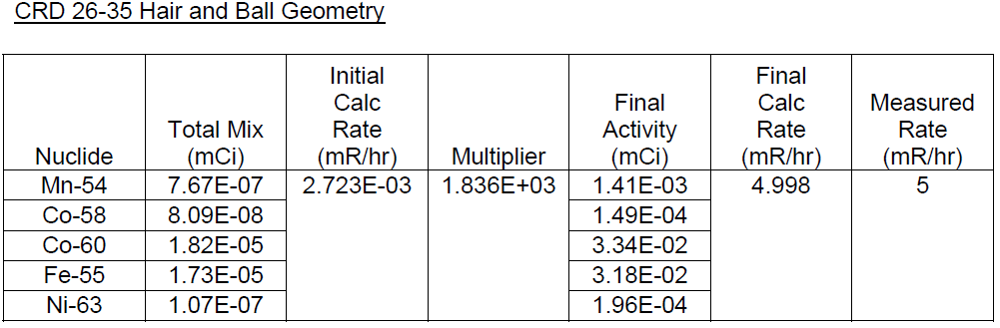 CRD 26-35 Hair and Ball Geometry
Nuclide Total Mix (mCi) Initial Calc Rate (mR/hr) Multiplier Final Activity (mCi) Final Calc Rate (mR/hr) Measured Rate (mR/hr)
Mn-54 7.67E-07 2.723E-03 1.836E+03 1.41E-03 4.998 5
Co-58 8.09E-08 1.49E-04
Co-60 1.82E-05 3.34E-02
Fe-55 1.73E-05 3.18E-02
Ni-63 1.07E-07 1.96E-04